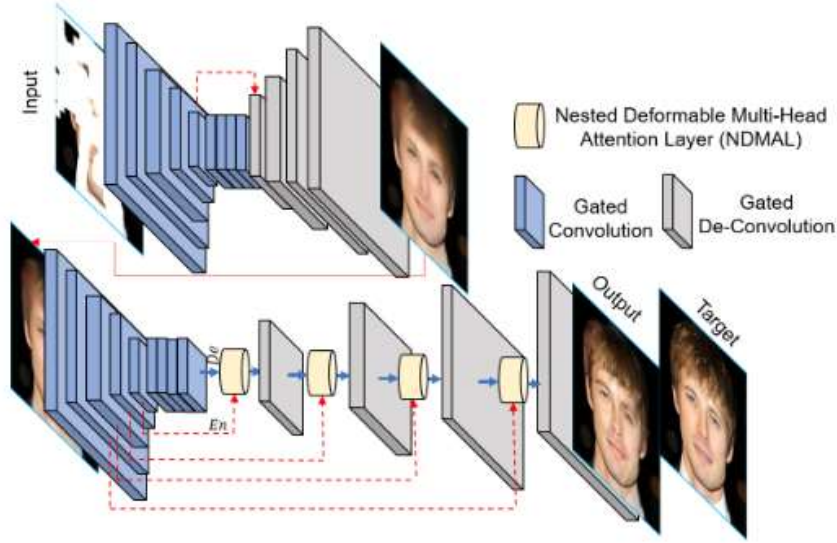 Input
Nested Deformable Multi-Head
Attention Layer (NDMAL)
Gated
Convolution
Gated
De-Convolution
De
En
Output
Target